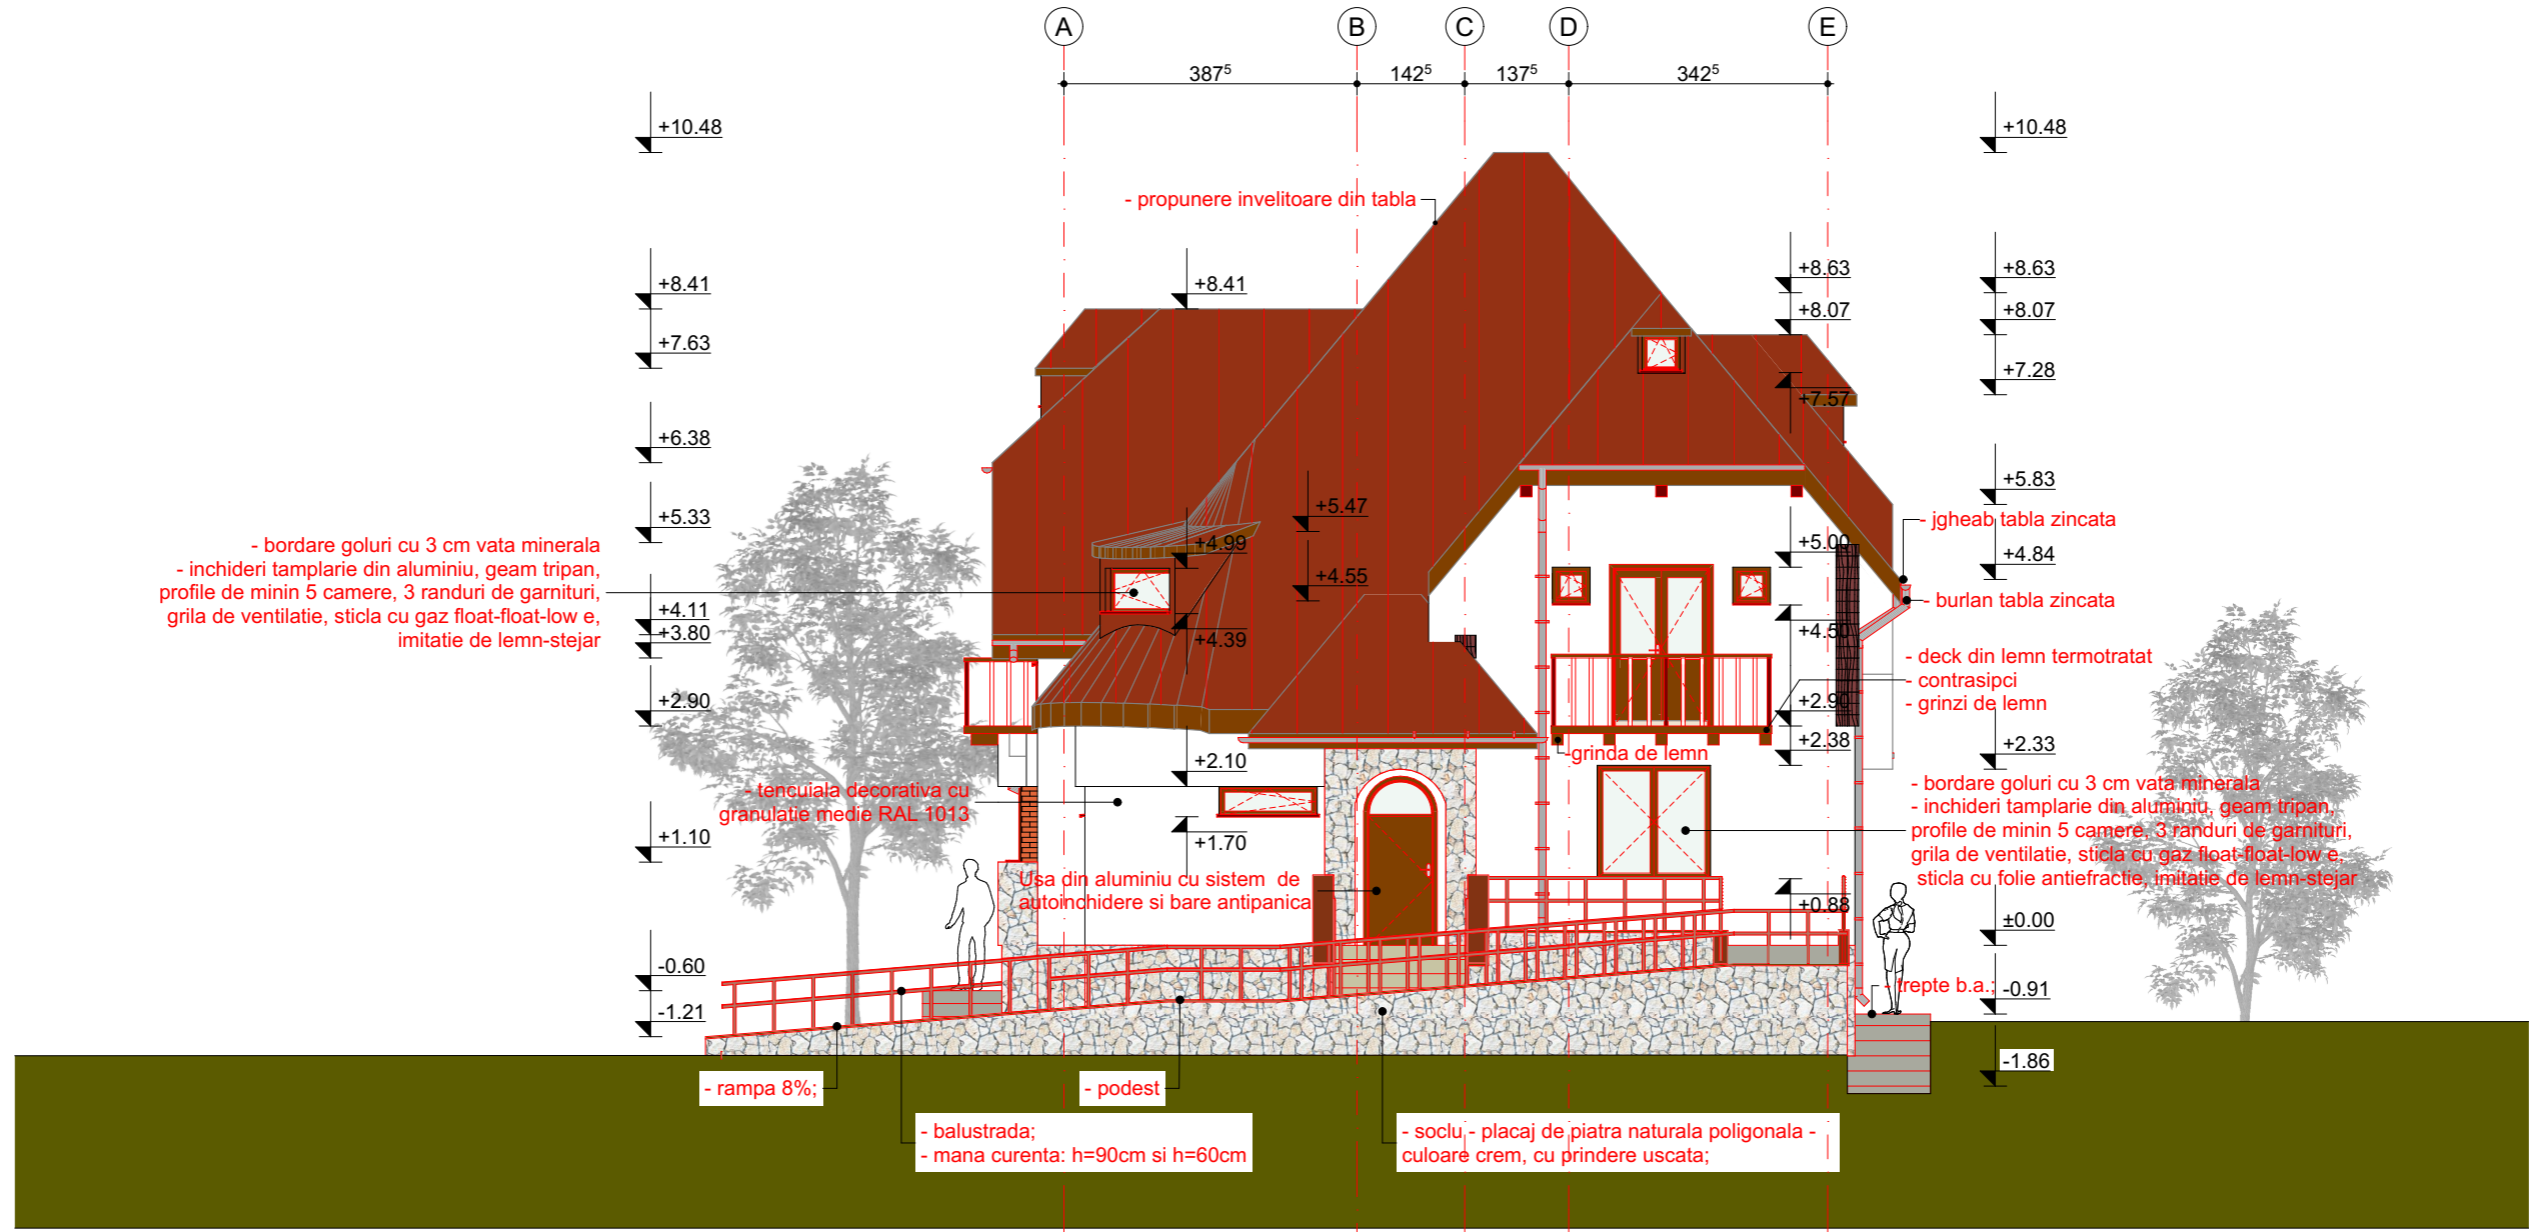 A B C D E
387⁵ 142⁵ 137⁵ 342⁵
+10.48 +10.48
- propunere invelitoare din tabla
+8.63 +8.63
+8.41 +8.41
+8.07 +8.07
+7.63
+7.28
+7.57
+6.38
+5.83
+5.47
+5.33
- jgheab tabla zincata
+4.99 +5.00
+4.84
- bordare goluri cu 3 cm vata minerala
- inchideri tamplarie din aluminiu, geam tripan,
profile de minin 5 camere, 3 randuri de garnituri,
grila de ventilatie, sticla cu gaz float-float-low e,
imitatie de lemn-stejar
+4.55
- burlan tabla zincata
+4.11
+3.80
+4.39
+4.50
- deck din lemn termotratat
- contrasipci
- grinzi de lemn
+2.90 +2.90
+2.38
-grinda de lemn
+2.33
+2.10
- tencuiala decorativa cu
granulatie medie RAL 1013
- bordare goluri cu 3 cm vata minerala
- inchideri tamplarie din aluminiu, geam tripan,
profile de minin 5 camere, 3 randuri de garnituri,
grila de ventilatie, sticla cu gaz float-float-low e,
sticla cu folie antiefractie, imitatie de lemn-stejar
+1.10
+1.70
Usa din aluminiu cu sistem de
autoinchidere si bare antipanica
+0.88
±0.00
-0.60
- trepte b.a.;
-0.91
-1.21
-1.86
- rampa 8%;
- podest
- balustrada;
- mana curenta: h=90cm si h=60cm
- soclu - placaj de piatra naturala poligonala -
culoare crem, cu prindere uscata;